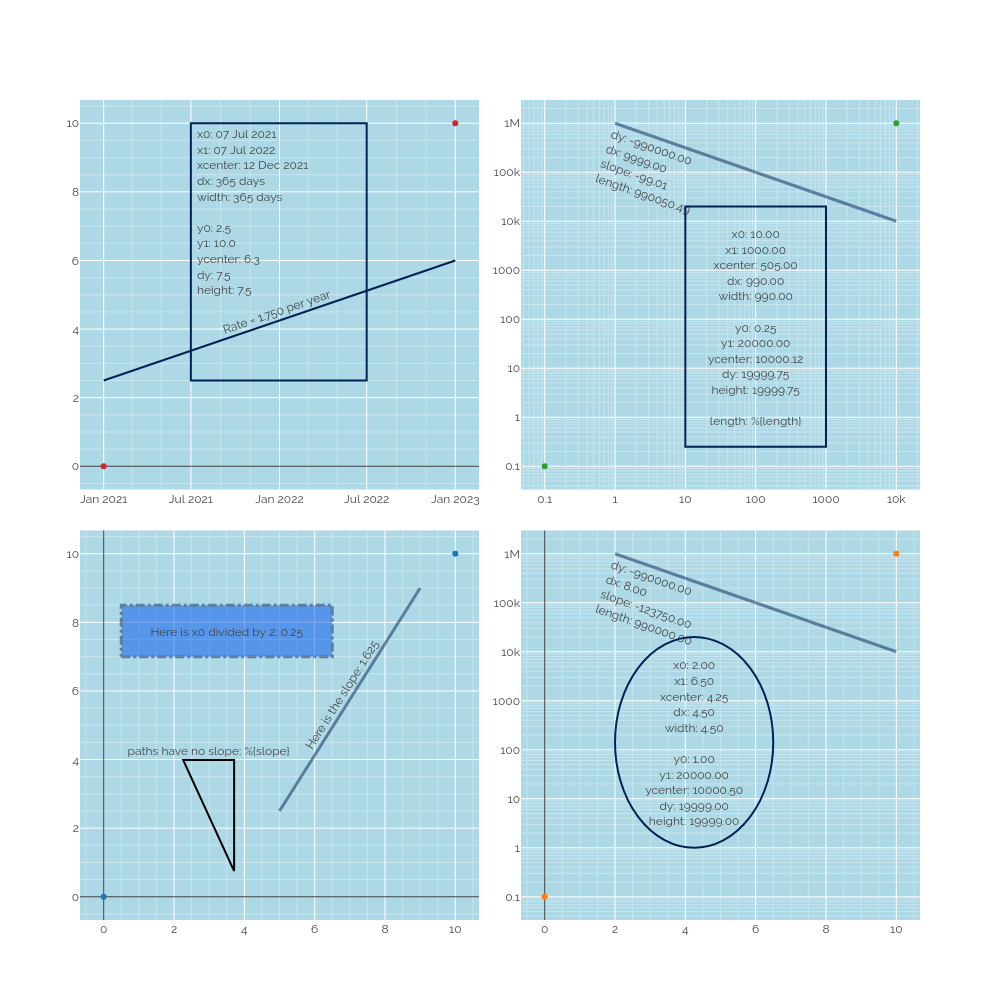 10
8
6
4
2
0
x0: 07 Jul 2021
x1: 07 Jul 2022
xcenter: 12 Dec 2021
dx: 365 days
width: 365 days
y0: 2.5
y1: 10.0
ycenter: 6.3
dy: 7.5
height: 7.5
Rate = 1.750 per year
Jan 2021
Jul 2021
Jan 2022
Jul 2022
Jan 2023
1M
100k
10k
1000
100
10
1
0.1
dy: -990000.00
dx: 9999.00
slope: -99.01
length: 990050.49
x0: 10.00
x1: 1000.00
xcenter: 505.00
dx: 990.00
width: 990.00
y0: 0.25
y1: 20000.00
ycenter: 10000.12
dy: 19999.75
height: 19999.75
length: %{length}
0.1
1
10
100
1000
10k
10
8
6
4
2
0
Here is x0 divided by 2: 0.25
Here is the slope: 1.625
paths have no slope: %{slope}
0
2
4
6
8
10
1M
100k
10k
1000
100
10
1
0.1
dy: -990000.00
dx: 8.00
slope: -123750.00
length: 990000.00
x0: 2.00
x1: 6.50
xcenter: 4.25
dx: 4.50
width: 4.50
y0: 1.00
y1: 20000.00
ycenter: 10000.50
dy: 19999.00
height: 19999.00
0
2
4
6
8
10